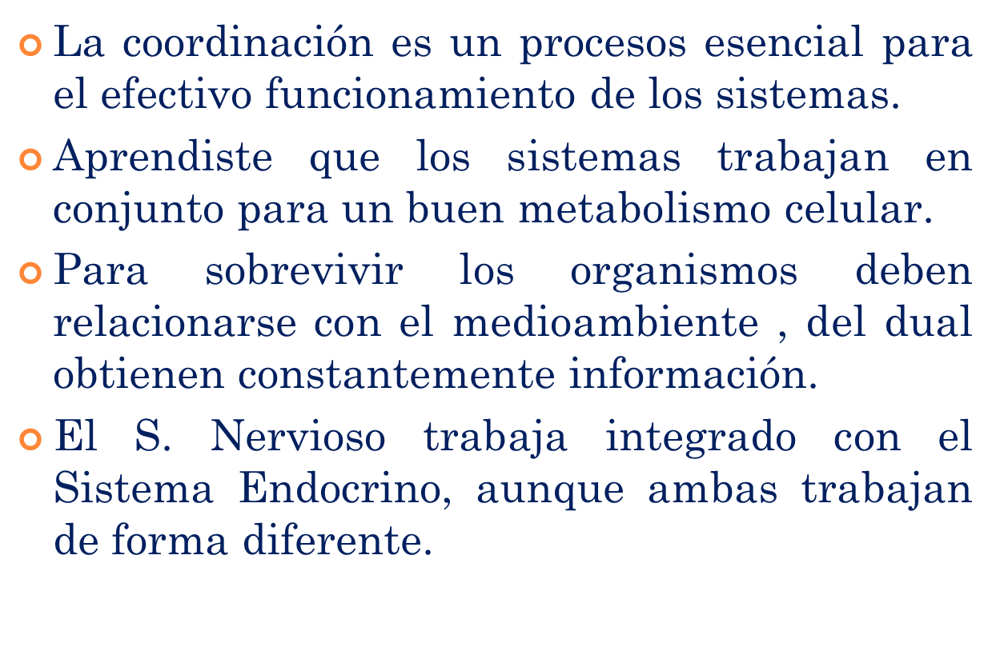 La coordinación es un procesos esencial para
el efectivo funcionamiento de los sistemas.
Aprendiste que los sistemas trabajan en
conjunto para un buen metabolismo celular.
Para sobrevivir los organismos deben
relacionarse con el medioambiente , del dual
obtienen constantemente información.
El S. Nervioso trabaja integrado con el
Sistema Endocrino, aunque ambas trabajan
de forma diferente.